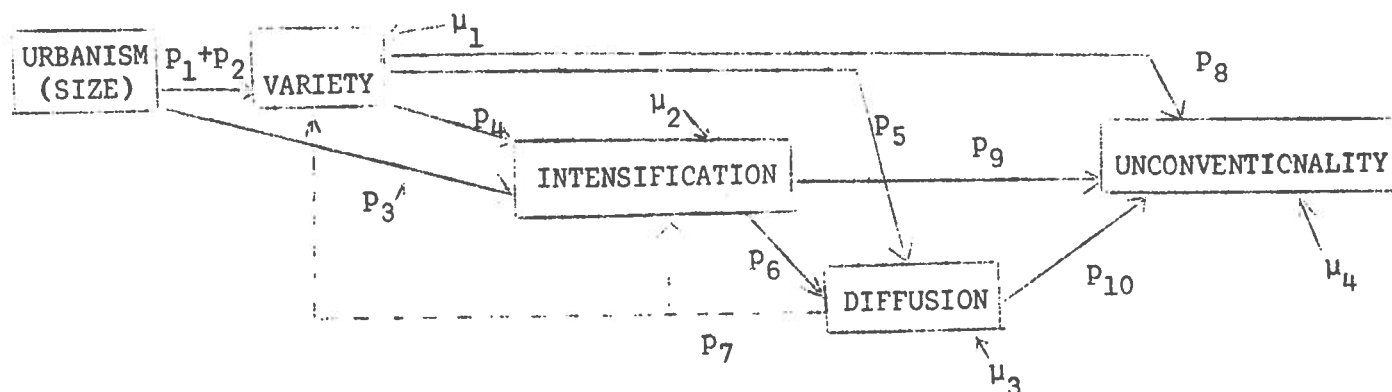 URBANISM
(SIZE)
p1+p2
VARIETY
μ1
p8
p4
μ2
p5
p9
INTENSIFICATION
UNCONVENTICNALITY
p3
p6
DIFFUSION
p10
μ4
p7
μ3